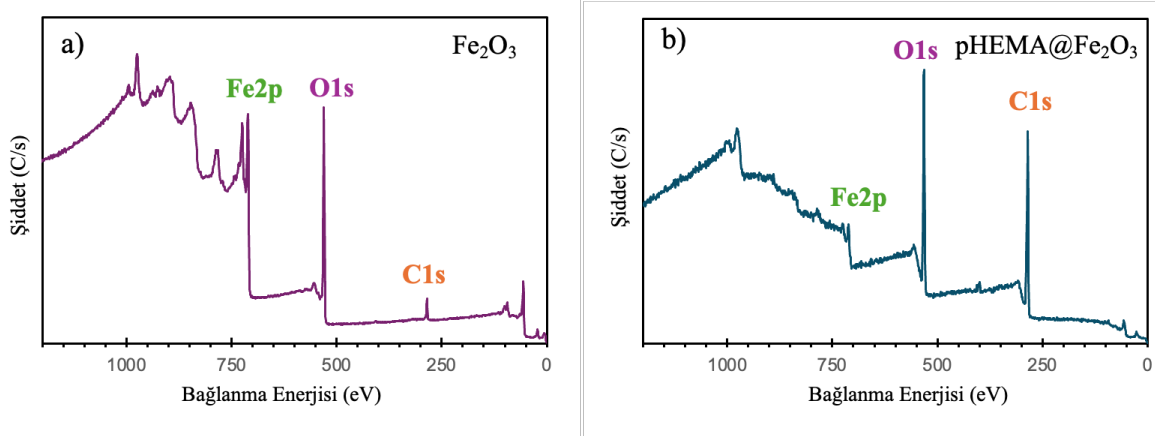 a)
Fe₂O₃
Fe2p
O1s
C1s
Şiddet (C/s)
1000
750
500
250
0
Bağlanma Enerjisi (eV)
b)
O1s
pHEMA@Fe₂O₃
C1s
Fe2p
Şiddet (C/s)
1000
750
500
250
0
Bağlanma Enerjisi (eV)